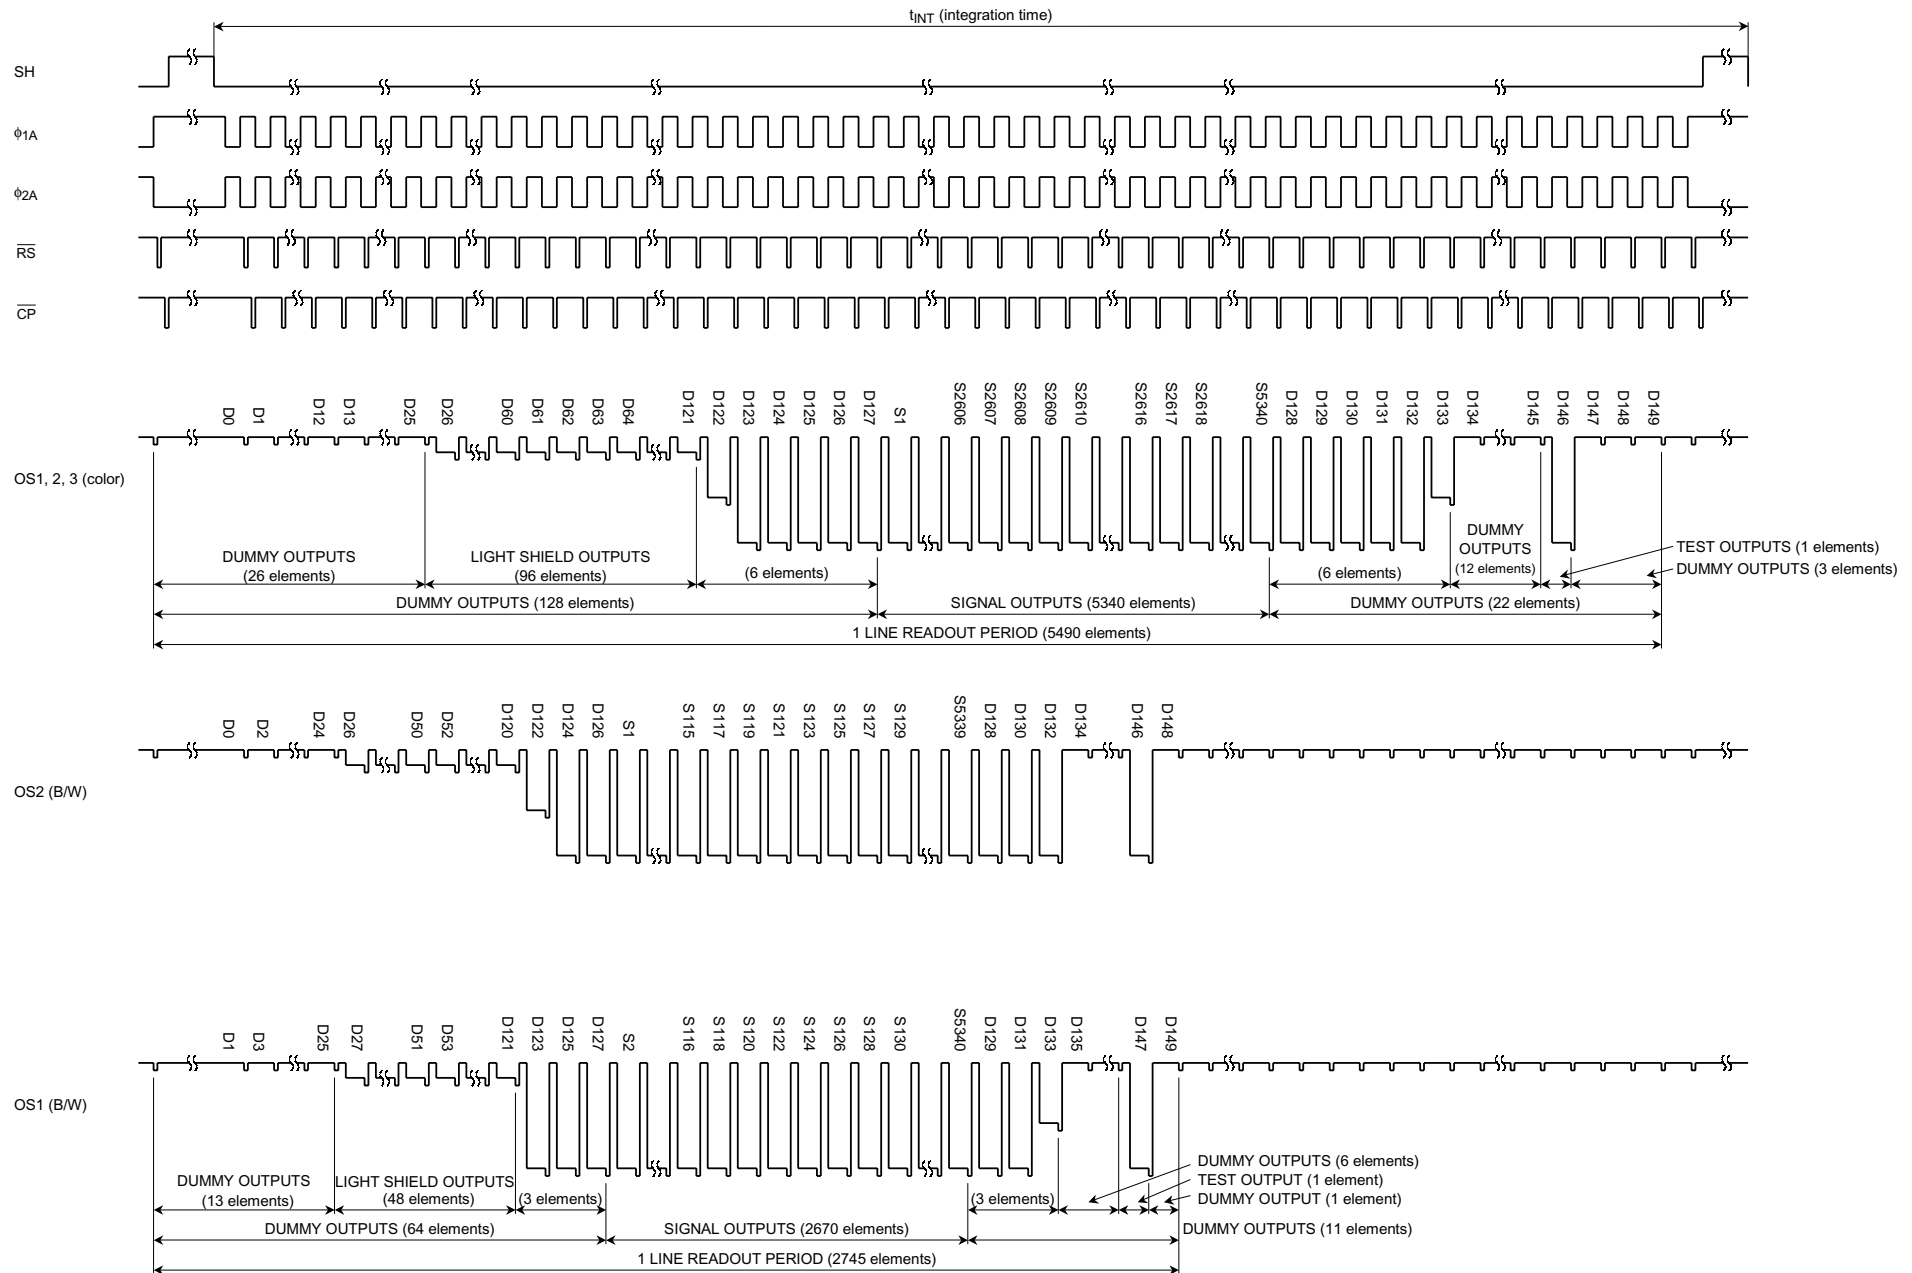 tINT (integration time)
SH
ϕ1A
ϕ2A
RS
CP
D0 D1 D12 D13 D25 D26 D60 D61 D62 D63 D64 D121 D122 D123 D124 D125 D126 D127 S1 S2606 S2607 S2608 S2609 S2610 S2616 S2617 S2618 S5340 D128 D129 D130 D131 D132 D133 D134 D145 D146 D147 D148 D149
OS1, 2, 3 (color)
DUMMY OUTPUTS
(26 elements)
LIGHT SHIELD OUTPUTS
(96 elements)
(6 elements)
(6 elements)
DUMMY
OUTPUTS
(12 elements)
TEST OUTPUTS (1 elements)
DUMMY OUTPUTS (3 elements)
DUMMY OUTPUTS (128 elements)
SIGNAL OUTPUTS (5340 elements)
DUMMY OUTPUTS (22 elements)
1 LINE READOUT PERIOD (5490 elements)
D0 D2 D24 D26 D50 D52 D120 D122 D124 D126 S1 S115 S117 S119 S121 S123 S125 S127 S129 S5339 D128 D130 D132 D134 D146 D148
OS2 (B/W)
D1 D3 D25 D27 D51 D53 D121 D123 D125 D127 S2 S116 S118 S120 S122 S124 S126 S128 S130 S5340 D129 D131 D133 D135 D147 D149
OS1 (B/W)
DUMMY OUTPUTS
(13 elements)
LIGHT SHIELD OUTPUTS
(48 elements)
(3 elements)
(3 elements)
DUMMY OUTPUTS (6 elements)
TEST OUTPUT (1 element)
DUMMY OUTPUT (1 element)
DUMMY OUTPUTS (64 elements)
SIGNAL OUTPUTS (2670 elements)
DUMMY OUTPUTS (11 elements)
1 LINE READOUT PERIOD (2745 elements)